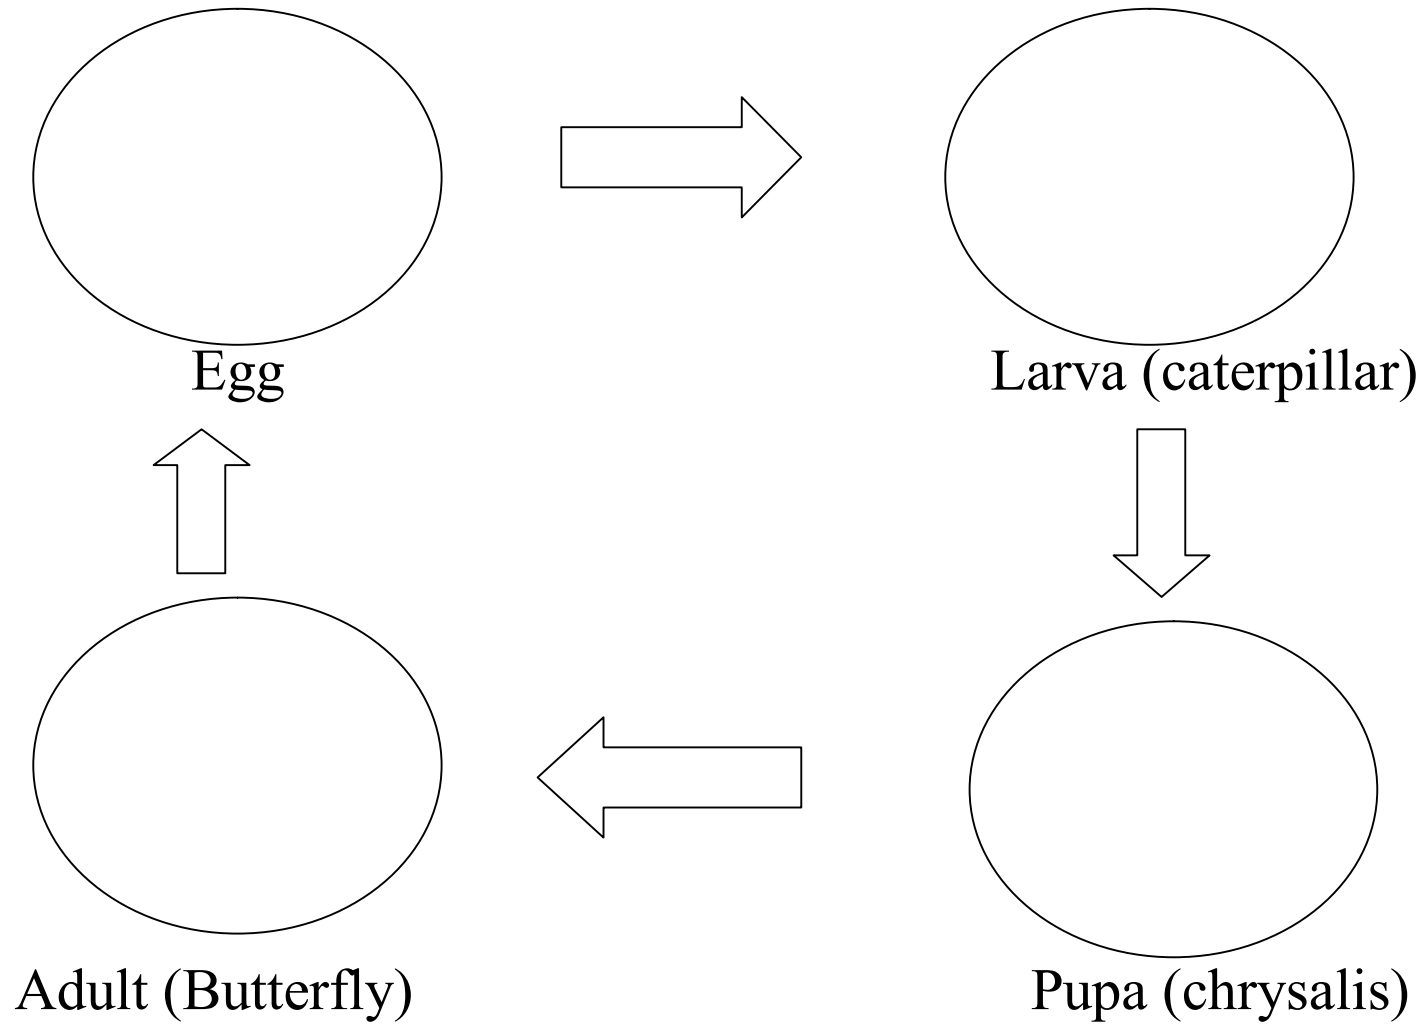 Egg
Larva (caterpillar)
Adult (Butterfly)
Pupa (chrysalis)